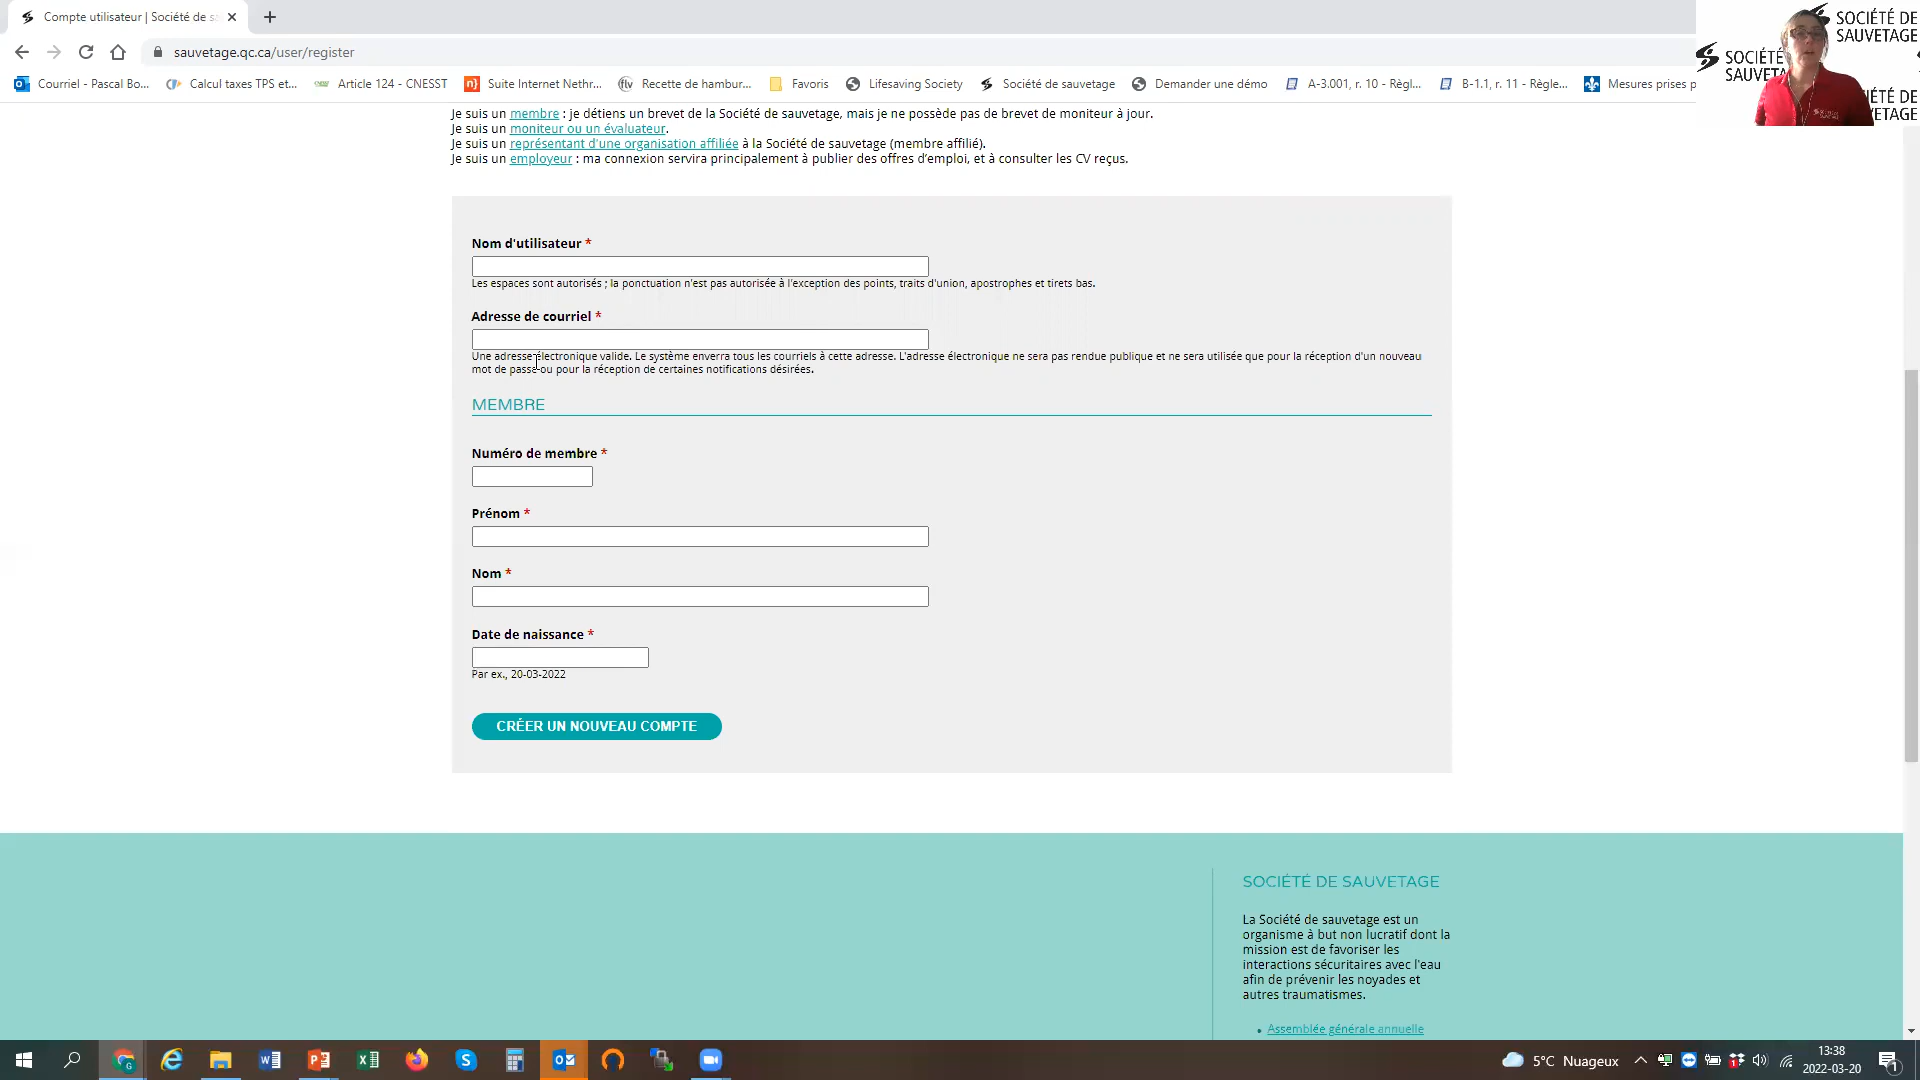 Compte utilisateur | Société de s
sauvetage.qc.ca/user/register
Courriel - Pascal Bo...
Calcul taxes TPS et...
Article 124 - CNESST
Suite Internet Nethr...
Recette de hambur...
Favoris
Lifesaving Society
Société de sauvetage
Demander une démo
A-3.001, r. 10 - Règl...
B-1.1, r. 11 - Règle...
Mesures prises p
SOCIÉTÉ DE
SAUVETAGE
SOCIÉTÉ
SAUVETA
IÉTÉ DE
VETAGE
Je suis un membre : je détiens un brevet de la Société de sauvetage, mais je ne possède pas de brevet de moniteur à jour.
Je suis un moniteur ou un évaluateur.
Je suis un représentant d'une organisation affiliée à la Société de sauvetage (membre affilié).
Je suis un employeur : ma connexion servira principalement à publier des offres d'emploi, et à consulter les CV reçus.
Nom d'utilisateur *
Les espaces sont autorisés ; la ponctuation n'est pas autorisée à l'exception des points, traits d'union, apostrophes et tirets bas.
Adresse de courriel *
Une adresse électronique valide. Le système enverra tous les courriels à cette adresse. L'adresse électronique ne sera pas rendue publique et ne sera utilisée que pour la réception d'un nouveau
mot de passe ou pour la réception de certaines notifications désirées.
MEMBRE
Numéro de membre *
Prénom *
Nom *
Date de naissance *
Par ex., 20-03-2022
CRÉER UN NOUVEAU COMPTE
SOCIÉTÉ DE SAUVETAGE
La Société de sauvetage est un
organisme à but non lucratif dont la
mission est de favoriser les
interactions sécuritaires avec l'eau
afin de prévenir les noyades et
autres traumatismes.
Assemblée générale annuelle
5°C Nuageux
13:38
2022-03-20